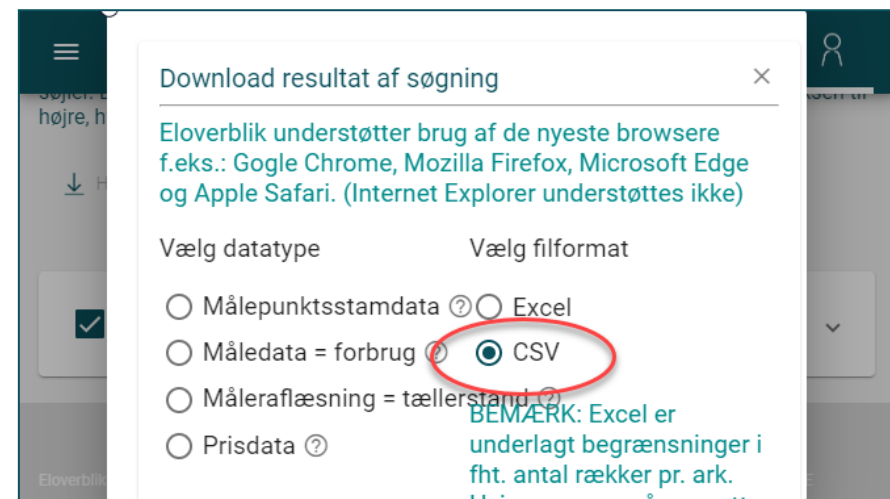 Download resultat af søgning
højre, h
Eloverblik understøtter brug af de nyeste browsere
f.eks.: Gogle Chrome, Mozilla Firefox, Microsoft Edge
og Apple Safari. (Internet Explorer understøttes ikke)
H
Vælg datatype
Vælg filformat
Målepunktsstamdata
Excel
Måledata = forbrug
CSV
Måleraflæsning = tællerstand
Prisdata
BEMÆRK: Excel er
underlagt begrænsninger i
fht. antal rækker pr. ark.
Eloverblik